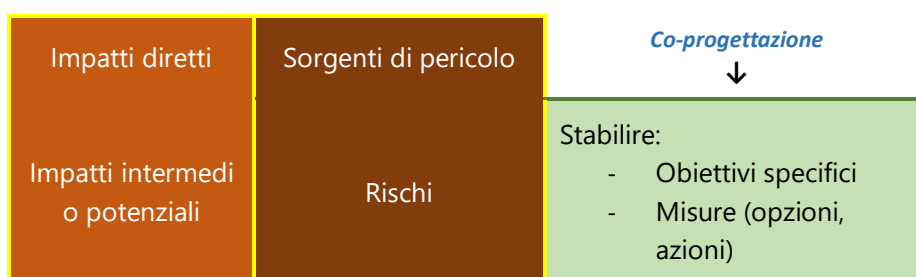 Impatti diretti
Sorgenti di pericolo
Co-progettazione
↓
Impatti intermedi
o potenziali
Rischi
Stabilire:
- Obiettivi specifici
- Misure (opzioni,
azioni)